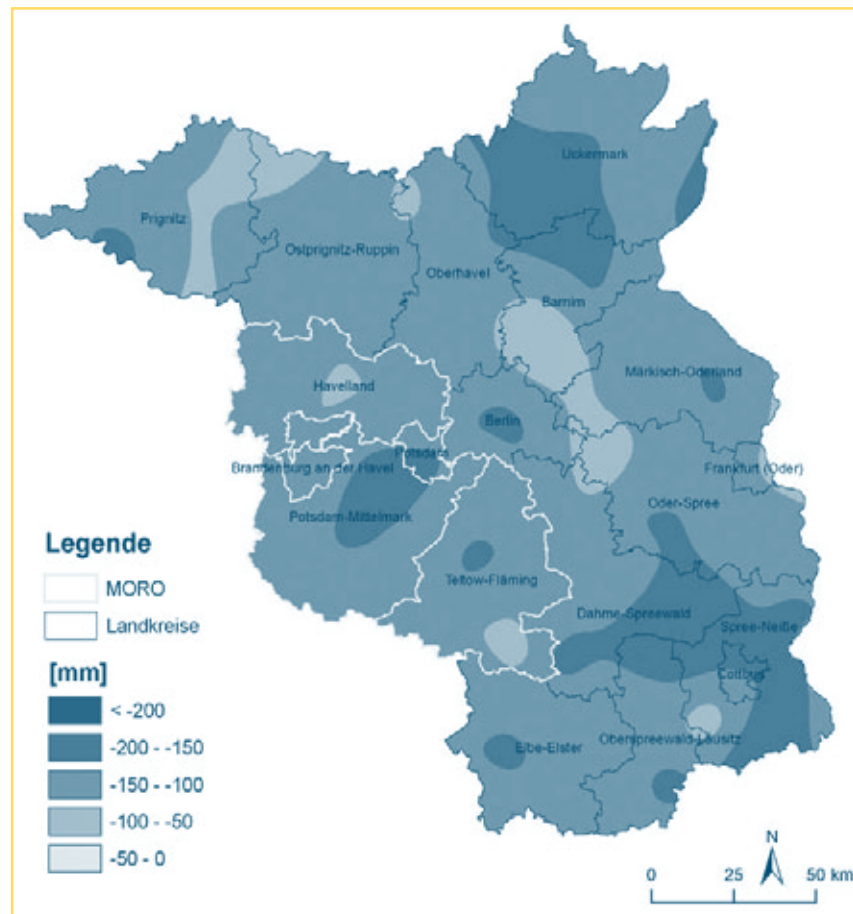 Uckermark
Prignitz
Ostprignitz-Ruppin
Oberhavel
Barnim
Havelland
Märkisch-Oderland
Berlin
Potsdam
Brandenburg an der Havel
Frankfurt (Oder)
Potsdam-Mittelmark
Oder-Spree
Teltow-Fläming
Dahme-Spreewald
Spree-Neiße
Cottbus
Oberspreewald-Lausitz
Elbe-Elster
Legende
MORO
Landkreise
[mm]
< -200
-200 - -150
-150 - -100
-100 - -50
-50 - 0
N
0 25 50 km